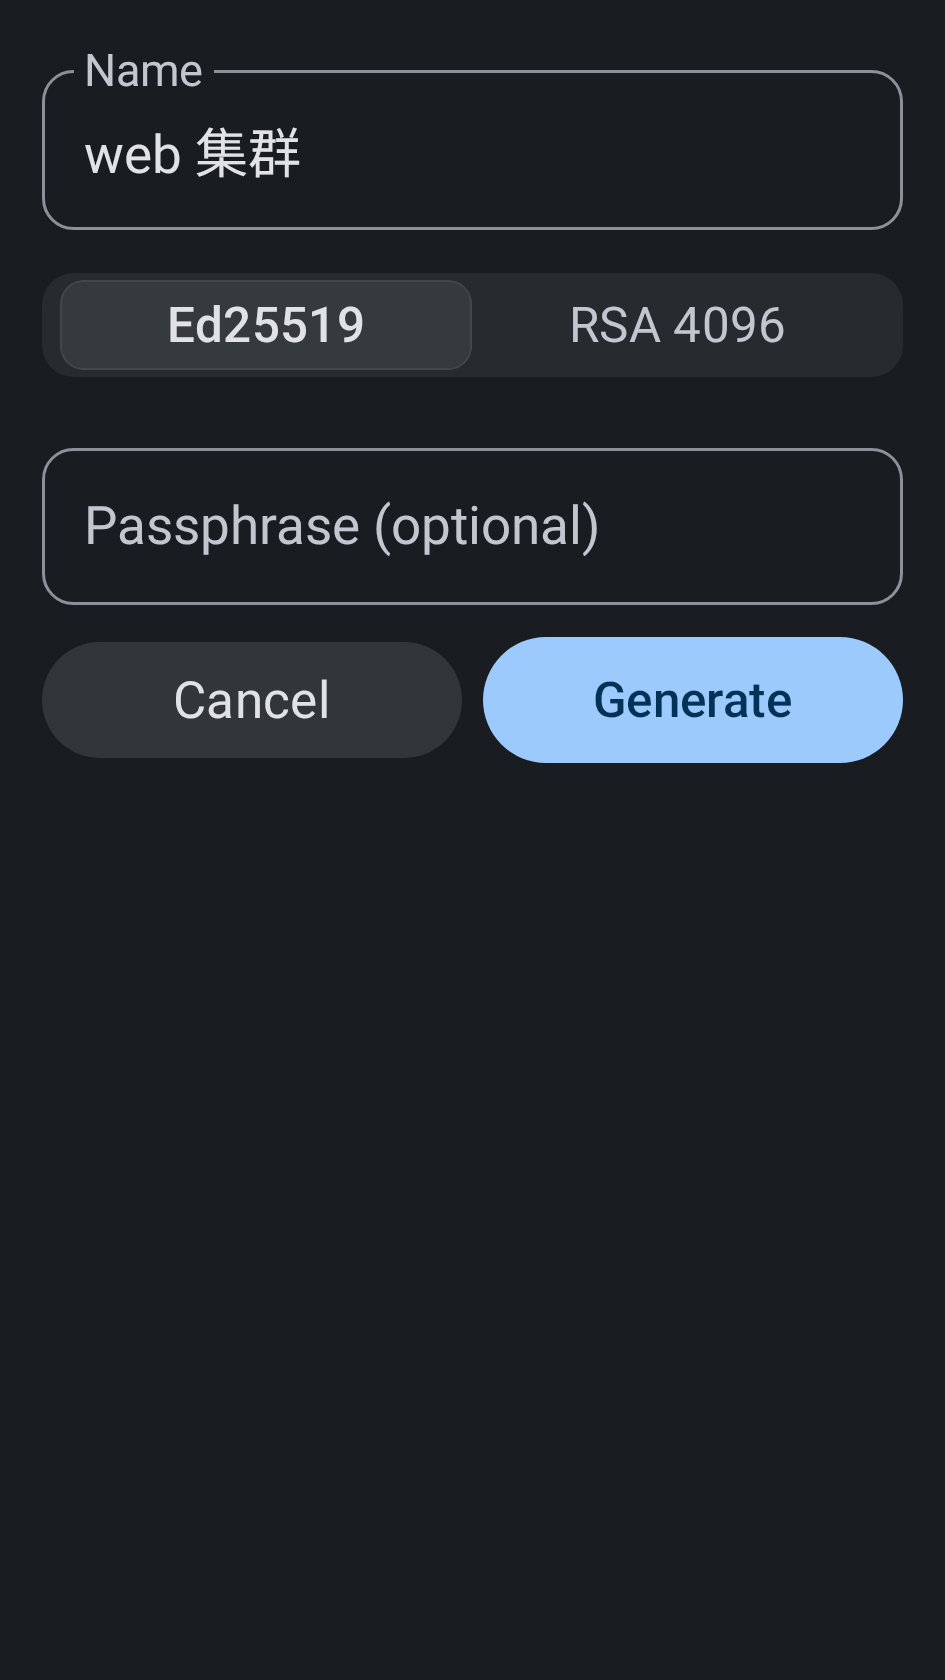 Name
web 集群
Ed25519
RSA 4096
Passphrase (optional)
Cancel
Generate